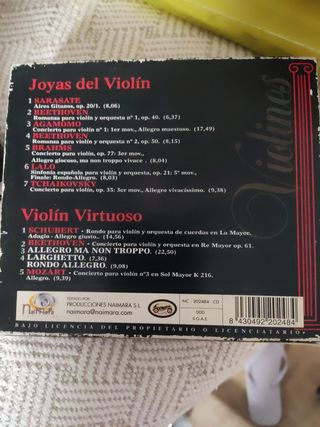 Joyas del Violín
1 SARASATE
Aires Gitanos, op. 20/1. (8,06)
2 BEETHOVEN
Romanza para violín y orquesta nº 1, op. 40. (6,37)
3 AGAMOMO
Concierto para violín nº 1: 1er mov., Allegro maestoso. (17,49)
4 BEETHOVEN
Romanza para violín y orquesta nº 2, op. 50. (8,15)
5 BRAHMS
Concierto para violín, op. 77: 3er mov.,
Allegro giocoso, ma non troppo vivace . (8,04)
6 LALO
Sinfonía española para violín, op. 21: 5º mov.,
Finale: Rondo-Allegro. (8,03)
7 TCHAIKOVSKY
Concierto para violín, op. 35: 3er mov., Allegro vivacissimo. (9,38)
Violín Virtuoso
1 SCHUBERT - Rondo para violín y orquesta de cuerdas en La Mayor.
Adagio - Allegro giusto.. (14,56)
2 BEETHOVEN - Concierto para violín y orquesta en Re Mayor op. 61.
3 ALLEGRO MA NON TROPPO. (22,50)
4 LARGHETTO. (7,36)
RONDO ALLEGRO. (9,08)
5 MOZART - Concierto para violín nº3 en Sol Mayor K 216.
Allegro. (9,39)
Naimara
EDITADO POR
PRODUCCIONES NAIMARA S.L.
naimara@naimara.com
NC - 202484 - CD
DDD
S.G.A.E.
8 430492 202484
BAJO LICENCIA DEL PROPIETARIO O LICENCIATARIO